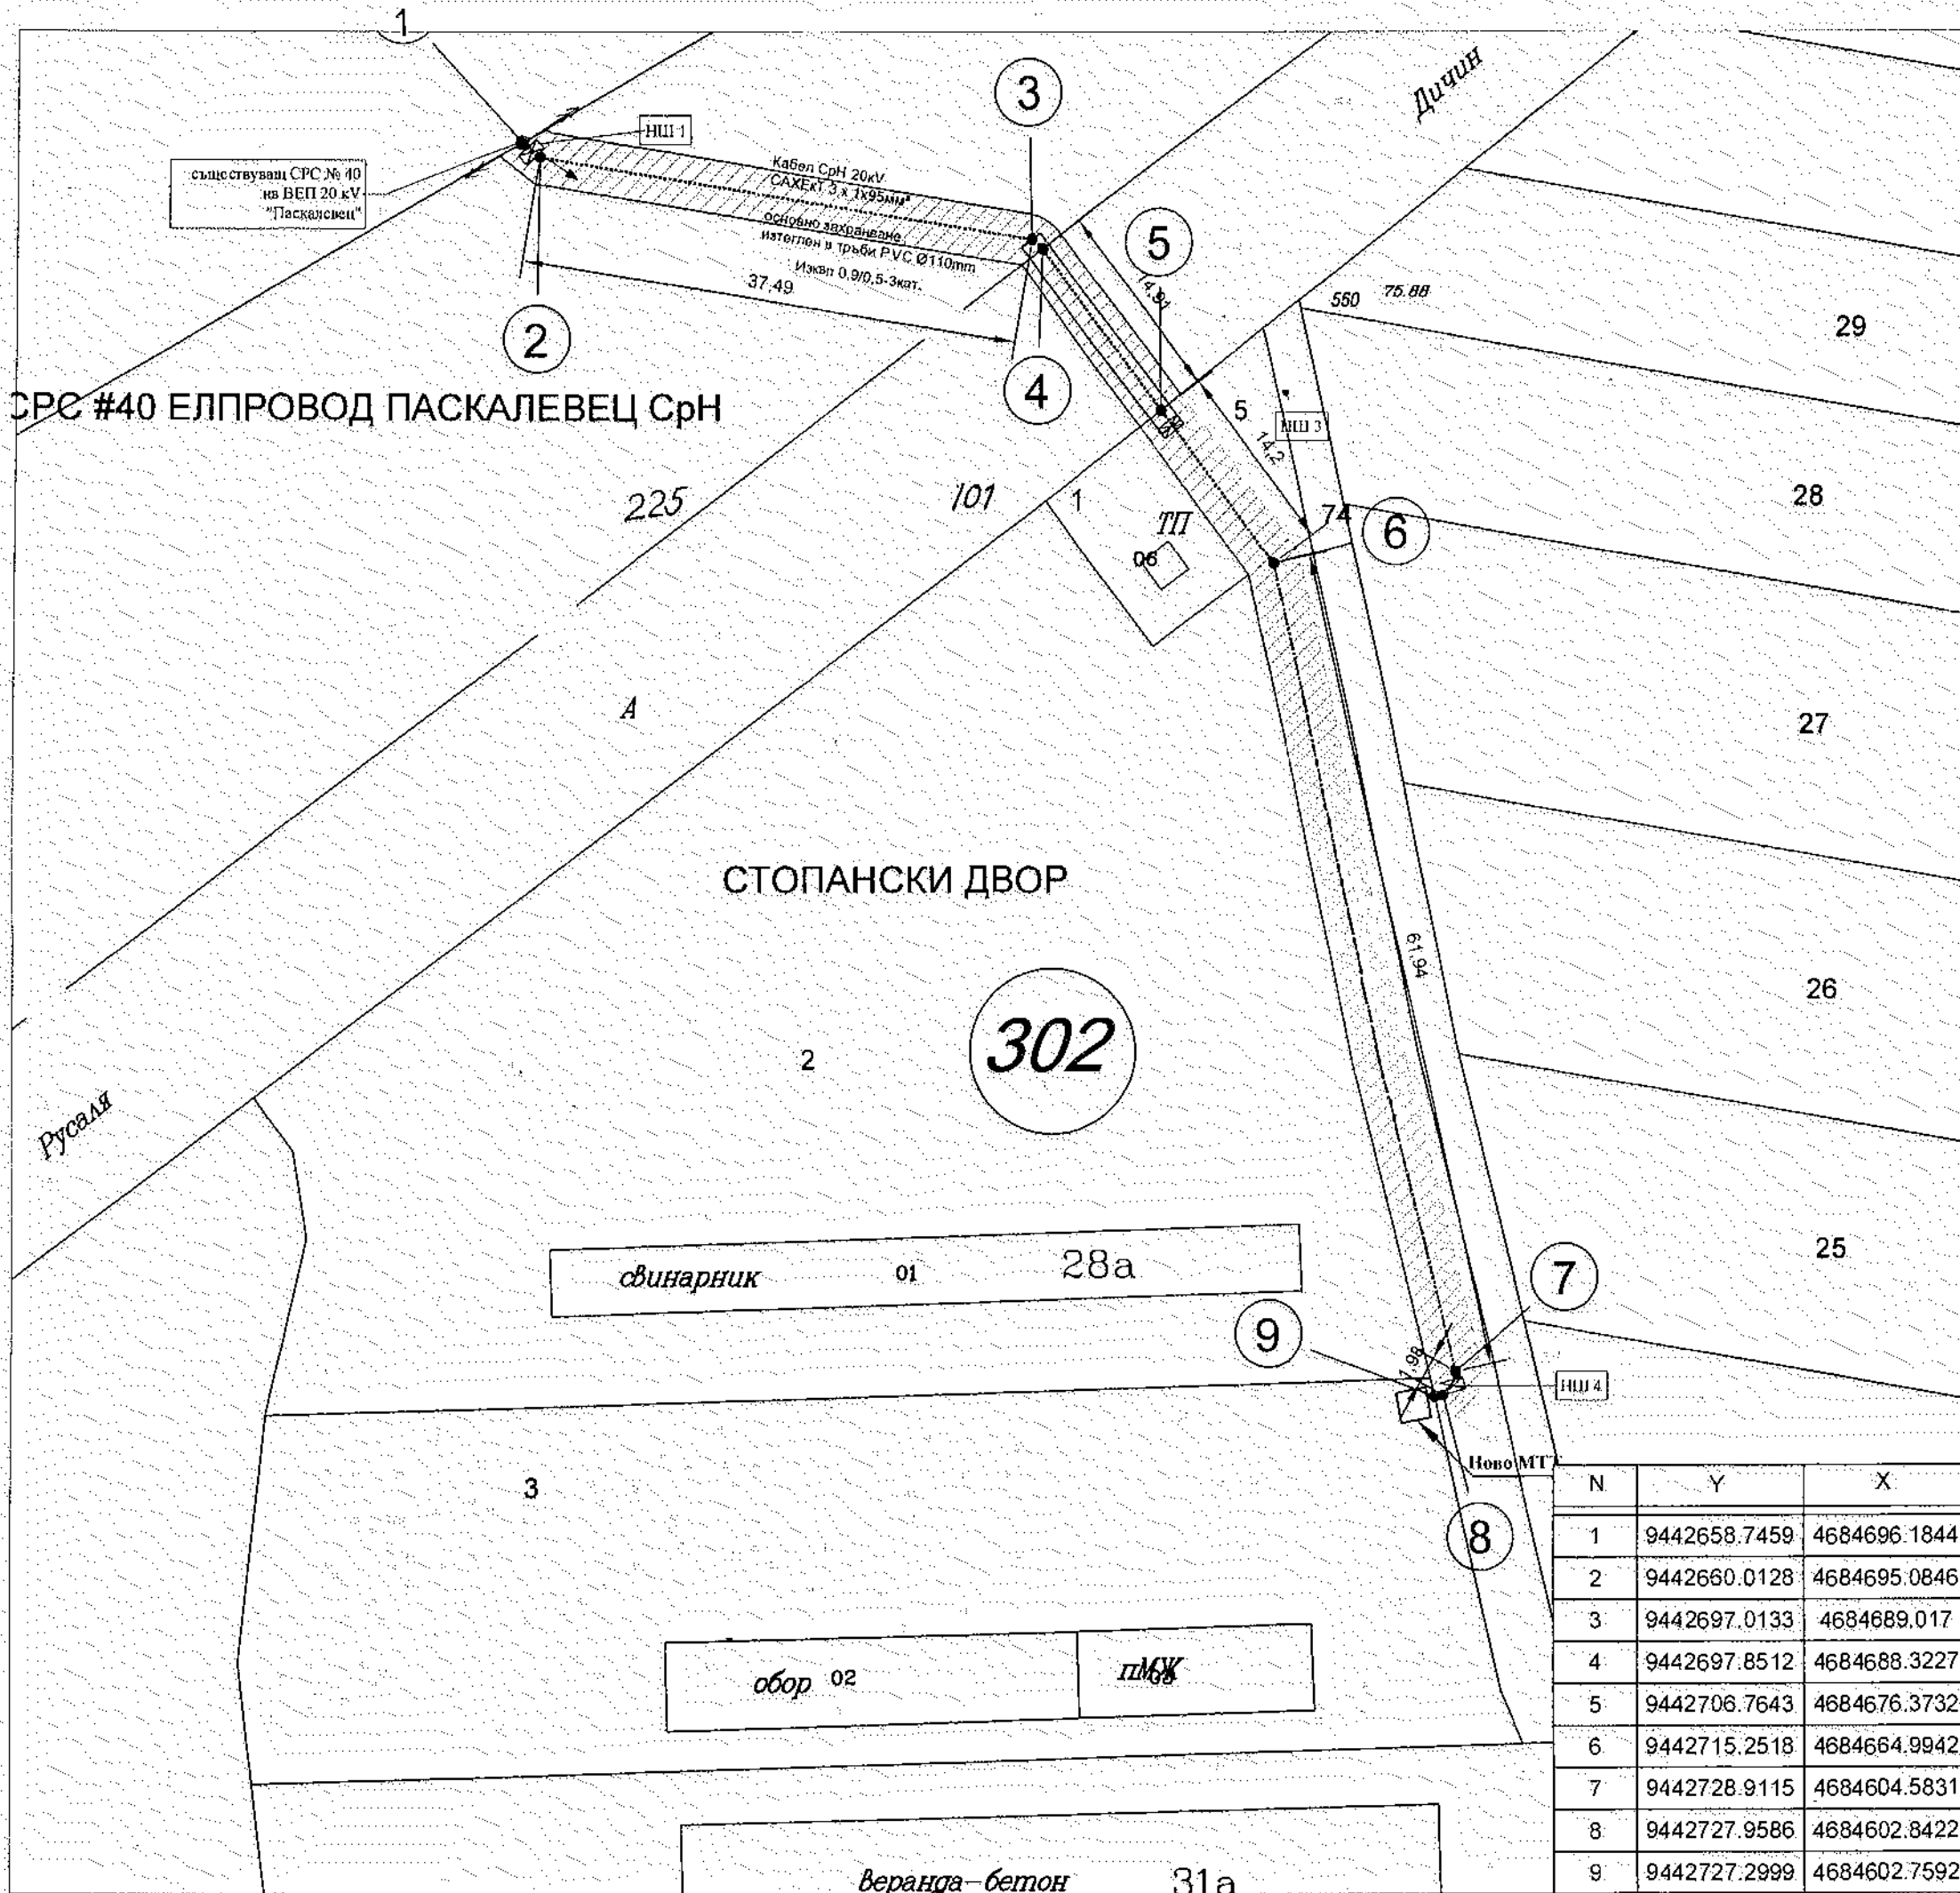 1
3
Дичин
НШ 1
съществуващ СРС № 40
на ВЕП 20 кV
"Паскалевец"
Кабел СрН 20кV
САХЕкТ 3 x 1x95мм²
основно захранване
изтеглен в тръби PVC Ø110mm
Изкоп 0,9/0,5-3кат.
37,49
5
14,91
2
4
550 75.88
29
СРС #40 ЕЛПРОВОД ПАСКАЛЕВЕЦ СрН
5
НШ 3
14,2
28
225
101
1
ТП
06
74
6
А
27
СТОПАНСКИ ДВОР
61,94
26
302
2
Русаля
25
свинарник 01 28а
7
9
1,98
НШ 4
3
Ново МТ
8
обор 02
Веранда-бетон 31а
N Y X
1 9442658.7459 4684696.1844
2 9442660.0128 4684695.0846
3 9442697.0133 4684689.017
4 9442697.8512 4684688.3227
5 9442706.7643 4684676.3732
6 9442715.2518 4684664.9942
7 9442728.9115 4684604.5831
8 9442727.9586 4684602.8422
9 9442727.2999 4684602.7592